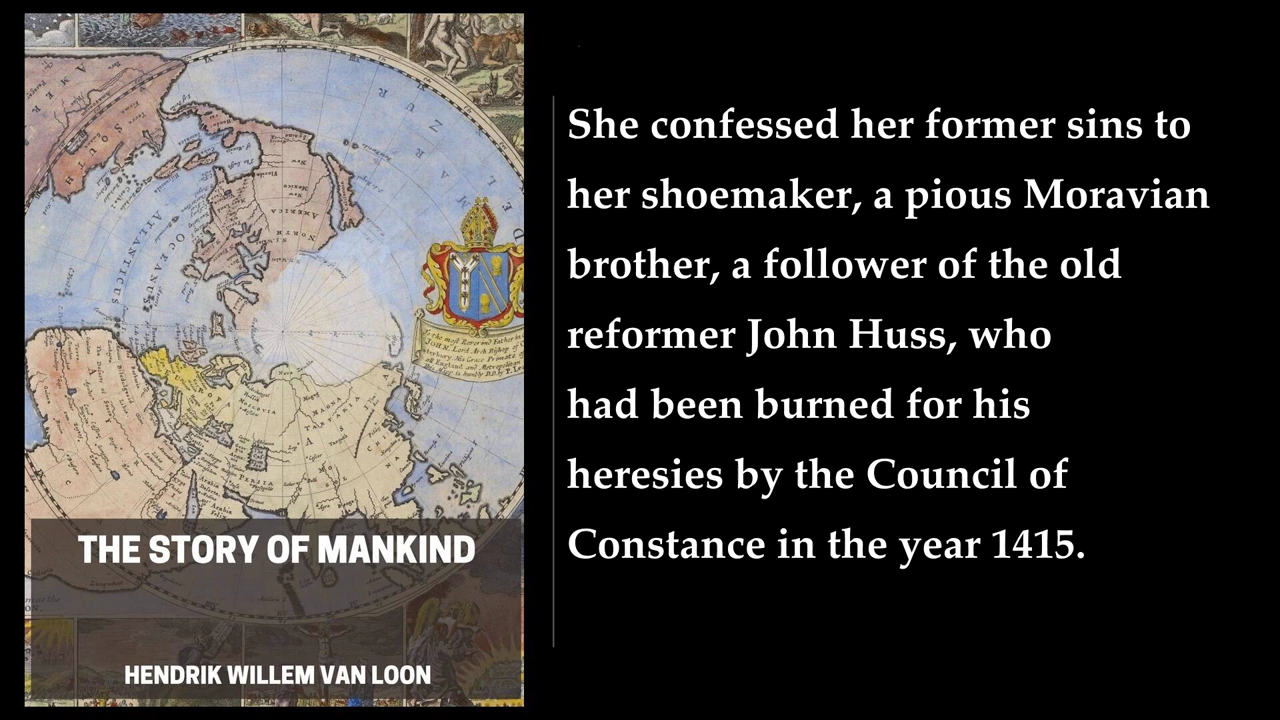 THE STORY OF MANKIND
HENDRIK WILLEM VAN LOON
She confessed her former sins to
her shoemaker, a pious Moravian
brother, a follower of the old
reformer John Huss, who
had been burned for his
heresies by the Council of
Constance in the year 1415.